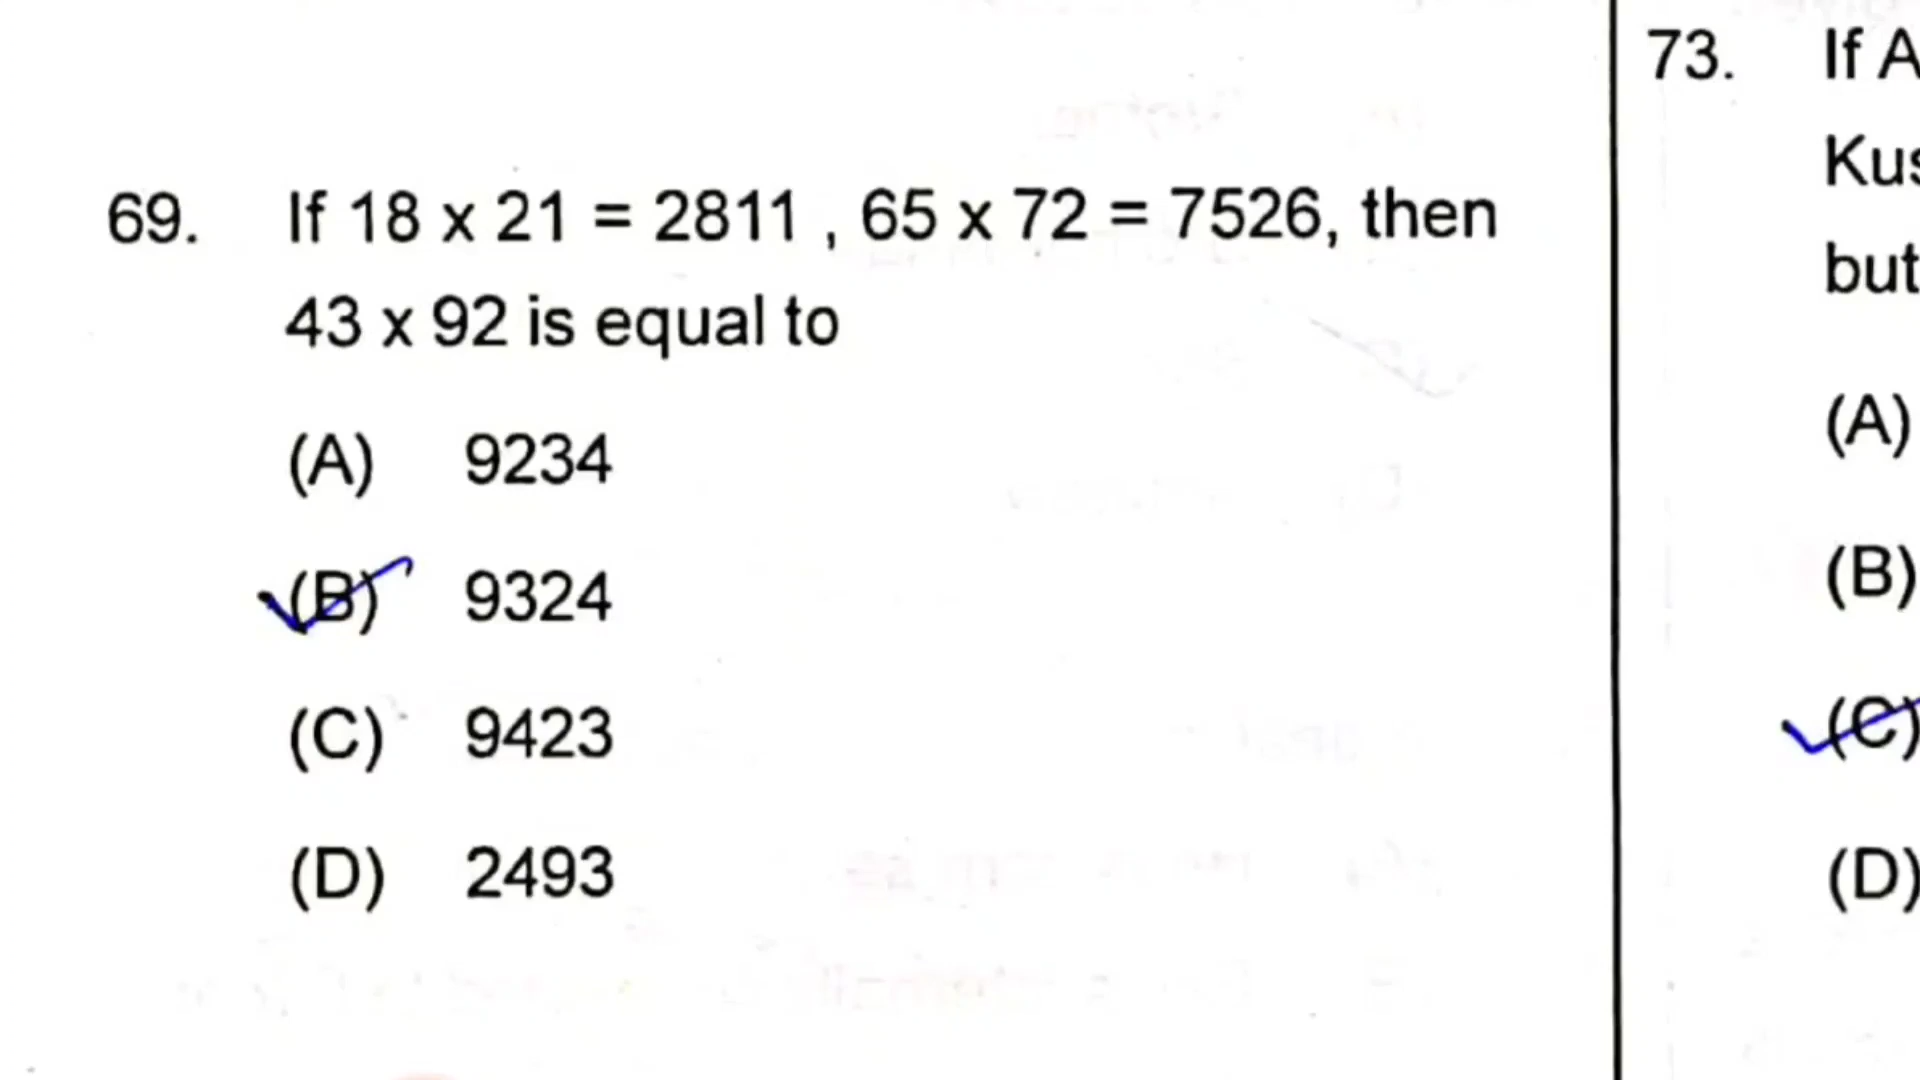 69. If 18 x 21 = 2811 , 65 x 72 = 7526, then
43 x 92 is equal to
(A) 9234
(B) 9324
(C) 9423
(D) 2493
73. If A
Kus
but
(A)
(B)
(C)
(D)